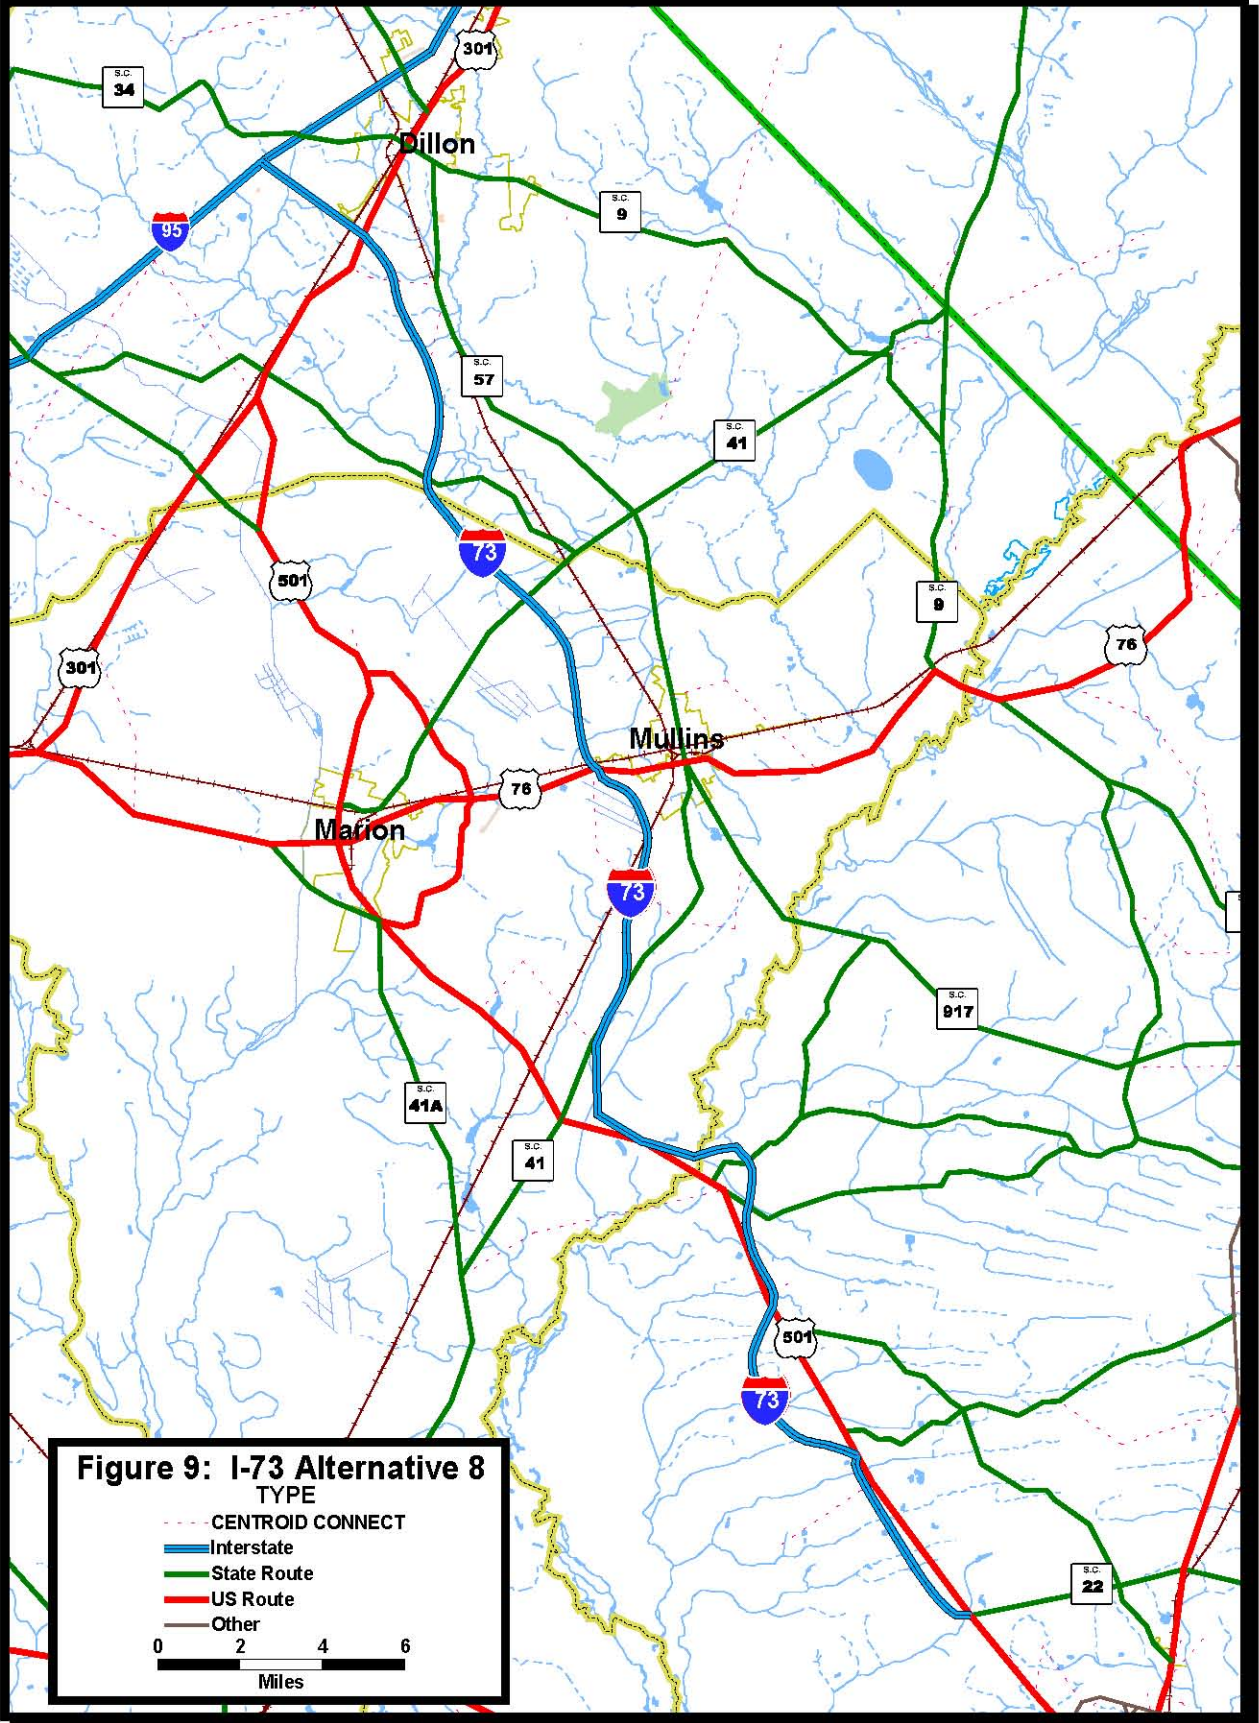 301
S.C.
34
Dillon
S.C.
9
95
S.C.
57
S.C.
41
73
501
S.C.
9
76
301
Mullins
76
Marion
73
S.C.
917
S.C.
41A
S.C.
41
501
73
Figure 9: I-73 Alternative 8
TYPE
CENTROID CONNECT
Interstate
State Route
US Route
Other
0 2 4 6
Miles
S.C.
22